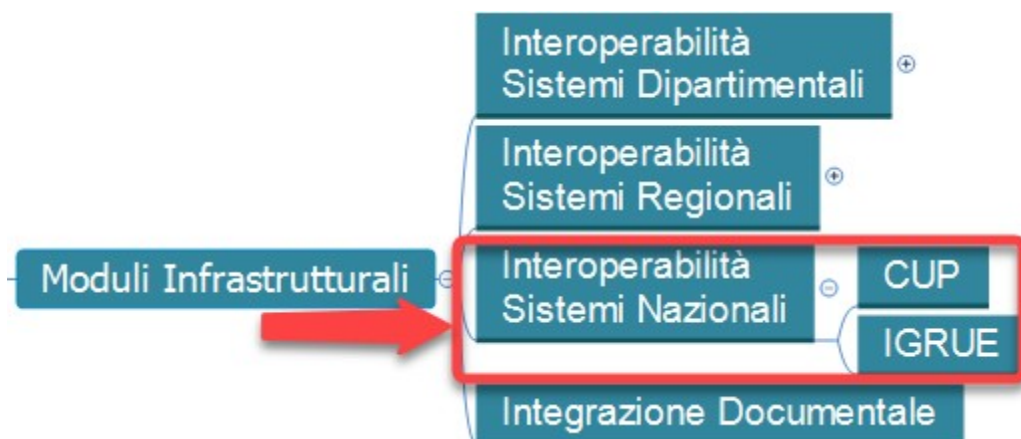 Interoperabilità
Sistemi Dipartimentali
Interoperabilità
Sistemi Regionali
Moduli Infrastrutturali
Interoperabilità
Sistemi Nazionali
CUP
IGRUE
Integrazione Documentale